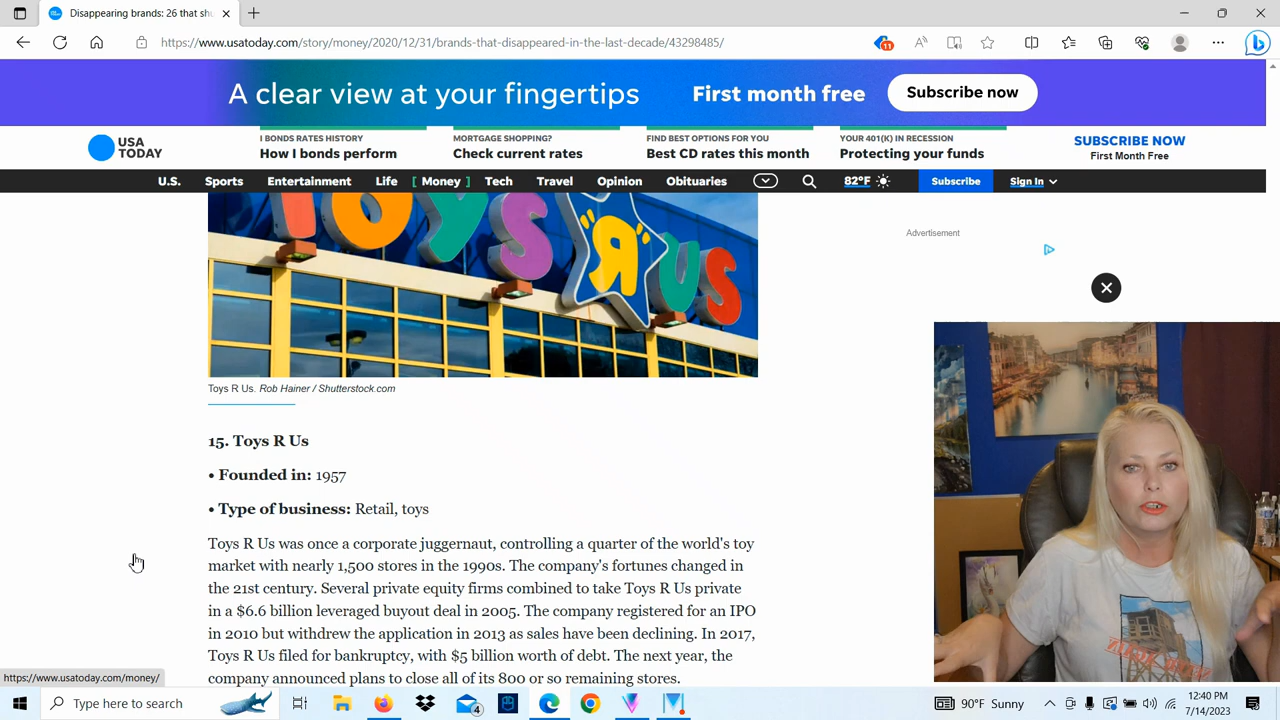 Disappearing brands: 26 that sh
https://www.usatoday.com/story/money/2020/12/31/brands-that-disappeared-in-the-last-decade/43298485/
11
A clear view at your fingertips
First month free
Subscribe now
USA TODAY
I BONDS RATES HISTORY
How I bonds perform
MORTGAGE SHOPPING?
Check current rates
FIND BEST OPTIONS FOR YOU
Best CD rates this month
YOUR 401(K) IN RECESSION
Protecting your funds
SUBSCRIBE NOW
First Month Free
U.S. Sports Entertainment Life [ Money ] Tech Travel Opinion Obituaries 82°F Subscribe Sign In
TOYS R US
Advertisement
Toys R Us. Rob Hainer / Shutterstock.com
15. Toys R Us
• Founded in: 1957
• Type of business: Retail, toys
Toys R Us was once a corporate juggernaut, controlling a quarter of the world's toy
market with nearly 1,500 stores in the 1990s. The company's fortunes changed in
the 21st century. Several private equity firms combined to take Toys R Us private
in a $6.6 billion leveraged buyout deal in 2005. The company registered for an IPO
in 2010 but withdrew the application in 2013 as sales have been declining. In 2017,
Toys R Us filed for bankruptcy, with $5 billion worth of debt. The next year, the
company announced plans to close all of its 800 or so remaining stores.
https://www.usatoday.com/money/
Type here to search
4
90°F Sunny
12:40 PM
7/14/2023